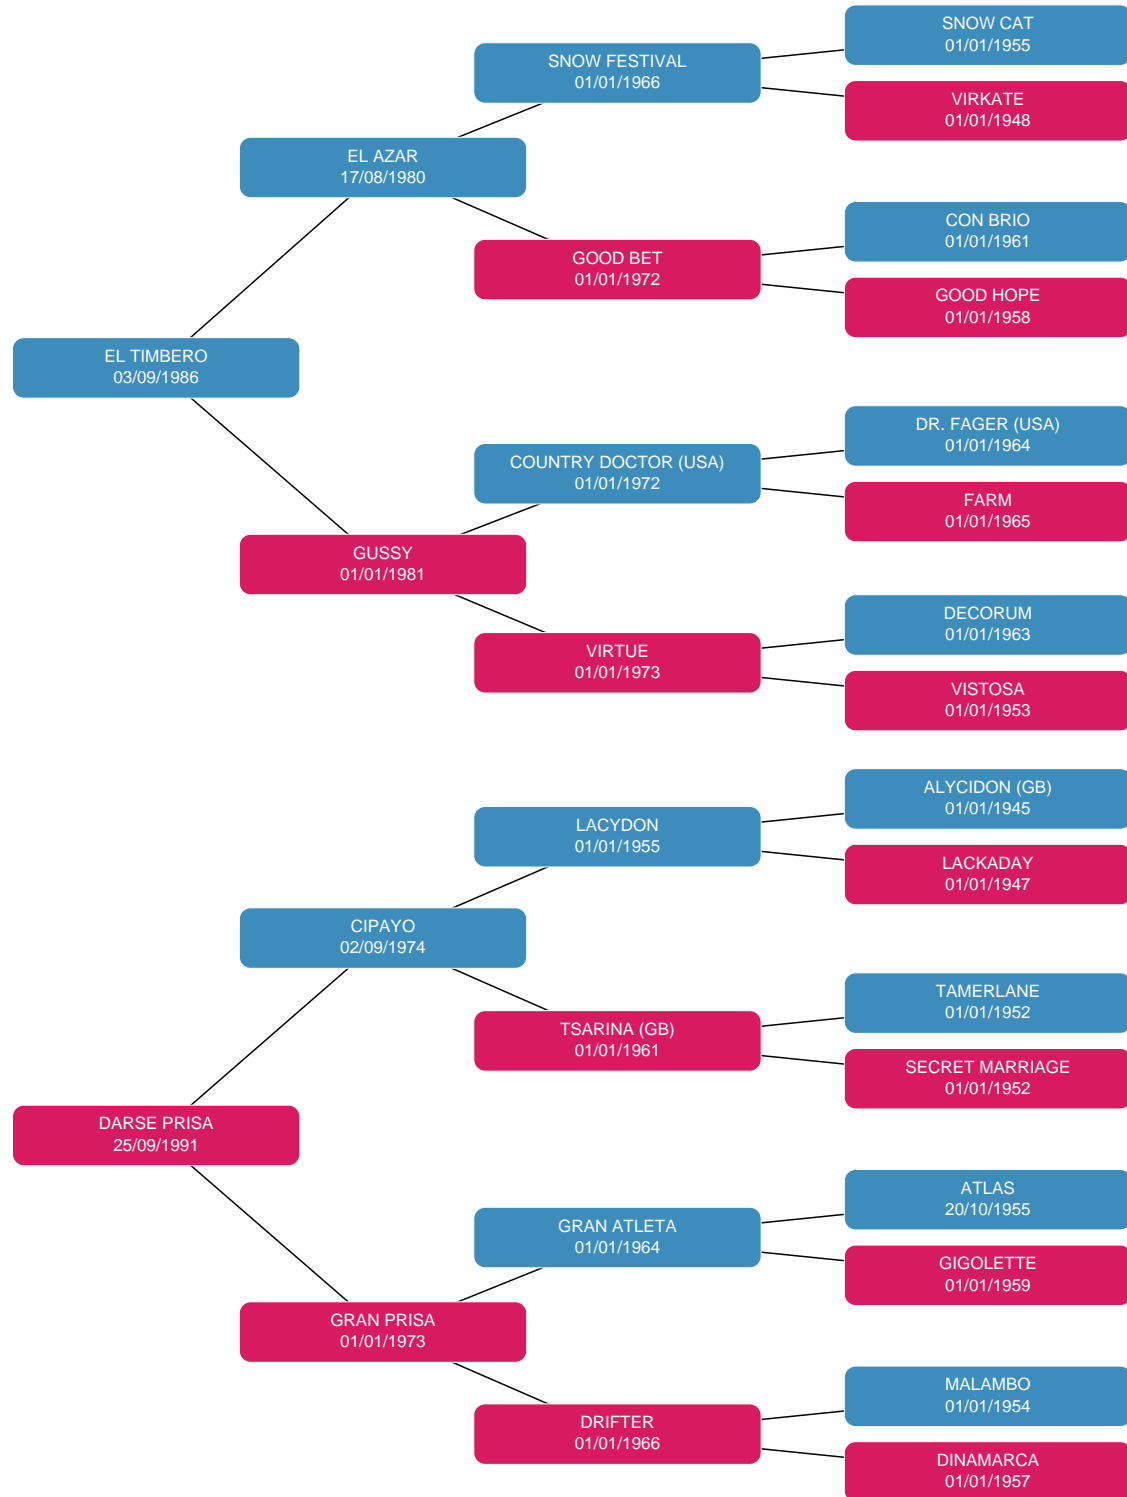 SNOW CAT
01/01/1955
SNOW FESTIVAL
01/01/1966
VIRKATE
01/01/1948
EL AZAR
17/08/1980
CON BRIO
01/01/1961
GOOD BET
01/01/1972
GOOD HOPE
01/01/1958
EL TIMBERO
03/09/1986
DR. FAGER (USA)
01/01/1964
COUNTRY DOCTOR (USA)
01/01/1972
FARM
01/01/1965
GUSSY
01/01/1981
DECORUM
01/01/1963
VIRTUE
01/01/1973
VISTOSA
01/01/1953
ALYCIDON (GB)
01/01/1945
LACYDON
01/01/1955
LACKADAY
01/01/1947
CIPAYO
02/09/1974
TAMERLANE
01/01/1952
TSARINA (GB)
01/01/1961
SECRET MARRIAGE
01/01/1952
DARSE PRISA
25/09/1991
ATLAS
20/10/1955
GRAN ATLETA
01/01/1964
GIGOLETTE
01/01/1959
GRAN PRISA
01/01/1973
MALAMBO
01/01/1954
DRIFTER
01/01/1966
DINAMARCA
01/01/1957